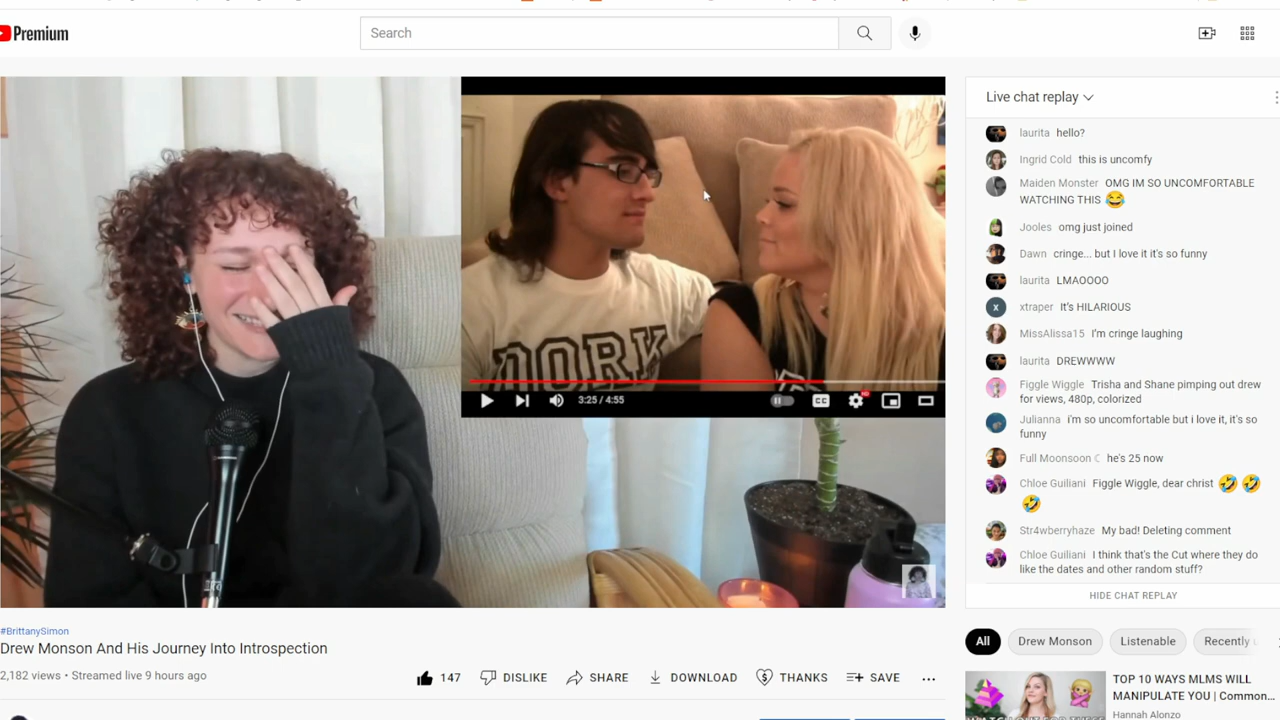 Premium
Search
Live chat replay
laurita hello?
Ingrid Cold this is uncomfy
Maiden Monster OMG IM SO UNCOMFORTABLE
WATCHING THIS 😂
Jooles omg just joined
Dawn cringe... but I love it it's so funny
laurita LMAOOOO
x
xtraper It's HILARIOUS
MissAlissa15 I'm cringe laughing
laurita DREWWWW
Figgle Wiggle Trisha and Shane pimping out drew
for views, 480p, colorized
Julianna i'm so uncomfortable but i love it, it's so
funny
Full Moonsoon ☾ he's 25 now
Chloe Guiliani Figgle Wiggle, dear christ 🤣 🤣
🤣
Str4wberryhaze My bad! Deleting comment
Chloe Guiliani I think that's the Cut where they do
like the dates and other random stuff?
HIDE CHAT REPLAY
DORK
3:25 / 4:55
CC
HD
#BrittanySimon
Drew Monson And His Journey Into Introspection
2,182 views • Streamed live 9 hours ago
147
DISLIKE
SHARE
DOWNLOAD
THANKS
SAVE
All
Drew Monson
Listenable
Recently
TOP 10 WAYS MLMS WILL
MANIPULATE YOU | Common...
Hannah Alonzo